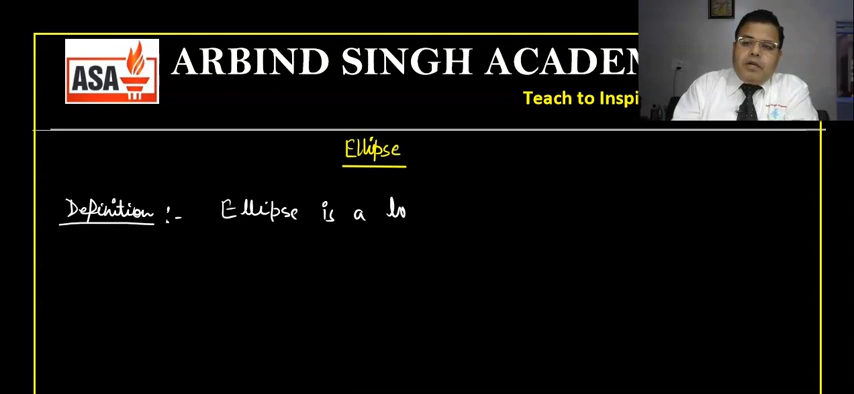 ASA
ARBIND SINGH ACADEM
Teach to Inspi
Ellipse
Definition :- Ellipse is a lo